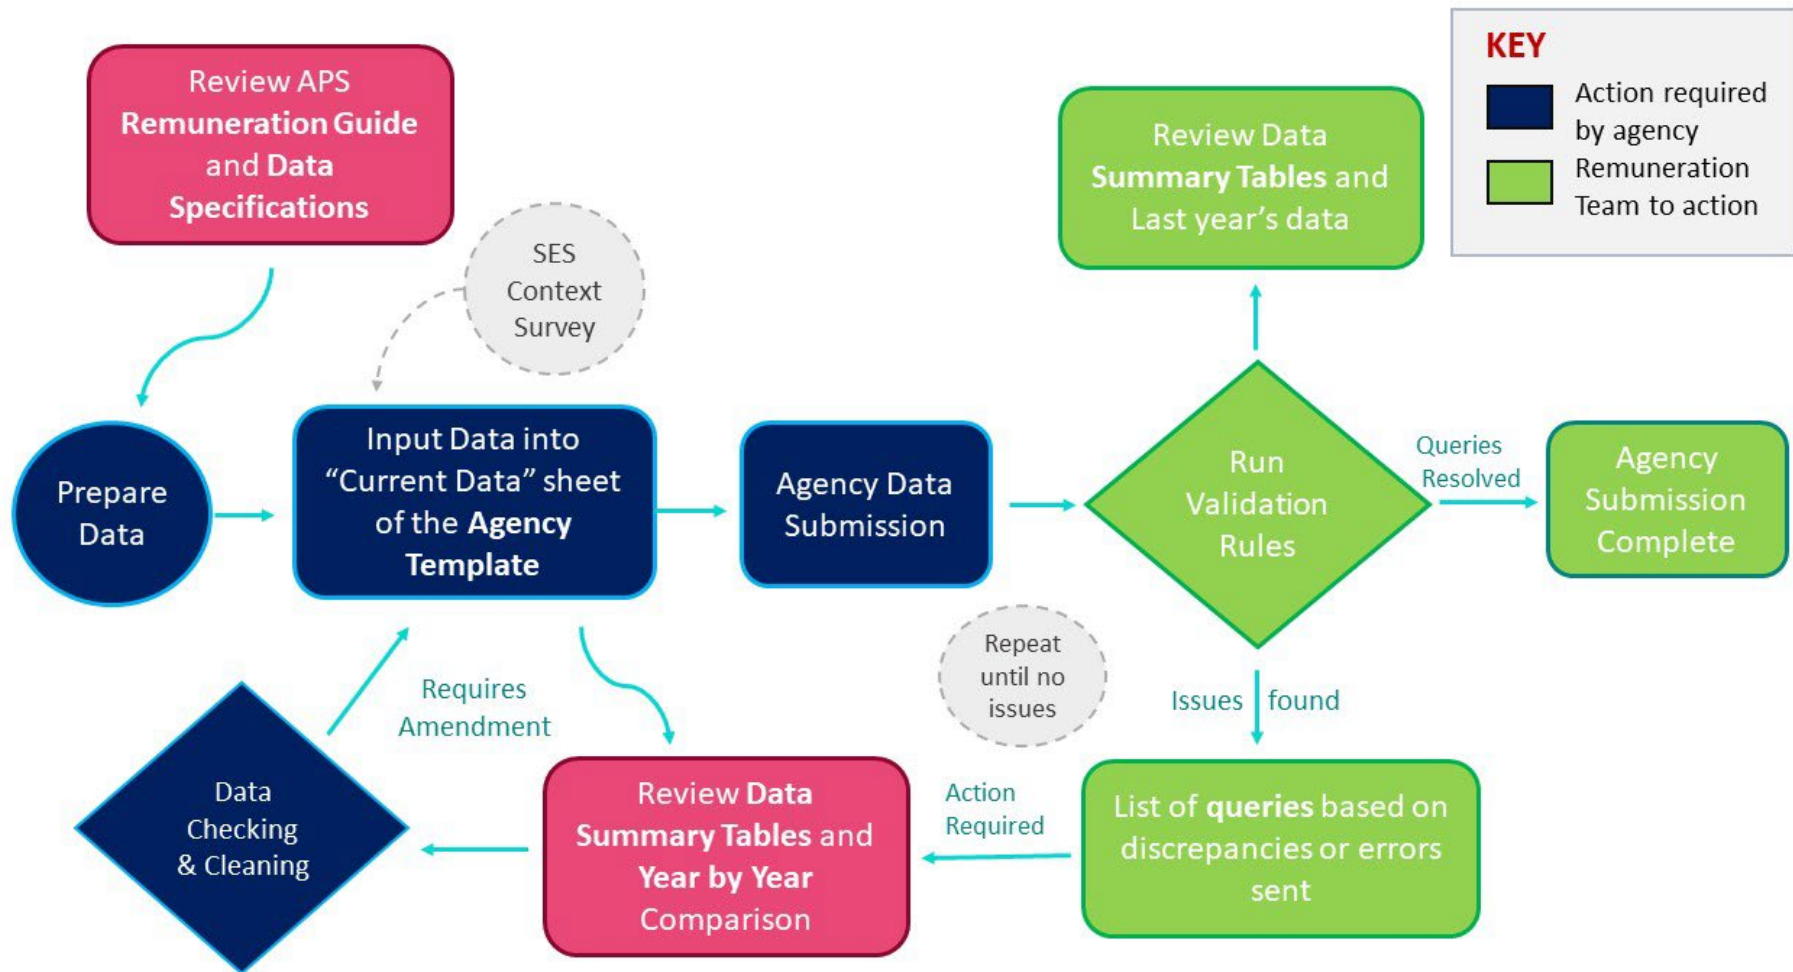 Review APS
Remuneration Guide
and Data
Specifications
SES
Context
Survey
Review Data
Summary Tables and
Last year's data
KEY
Action required
by agency
Remuneration
Team to action
Prepare
Data
Input Data into
“Current Data” sheet
of the Agency
Template
Agency Data
Submission
Run
Validation
Rules
Queries
Resolved
Agency
Submission
Complete
Requires
Amendment
Repeat
until no
issues
Issues found
Data
Checking
& Cleaning
Review Data
Summary Tables and
Year by Year
Comparison
Action
Required
List of queries based on
discrepancies or errors
sent